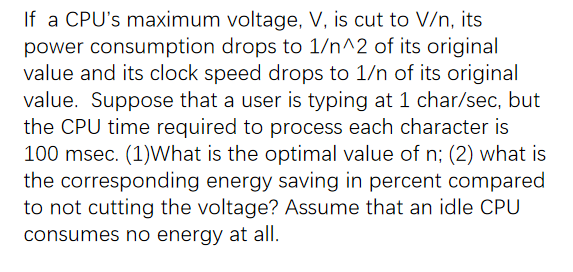 If a CPU's maximum voltage, V, is cut to V/n, its
power consumption drops to 1/n^2 of its original
value and its clock speed drops to 1/n of its original
value. Suppose that a user is typing at 1 char/sec, but
the CPU time required to process each character is
100 msec. (1)What is the optimal value of n; (2) what is
the corresponding energy saving in percent compared
to not cutting the voltage? Assume that an idle CPU
consumes no energy at all.